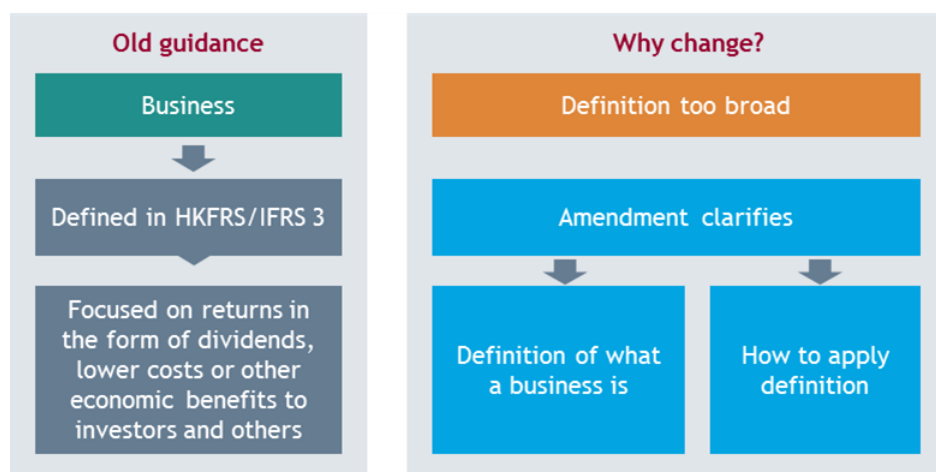 Old guidance
Business
Defined in HKFRS/IFRS 3
Focused on returns in
the form of dividends,
lower costs or other
economic benefits to
investors and others
Why change?
Definition too broad
Amendment clarifies
Definition of what
a business is
How to apply
definition